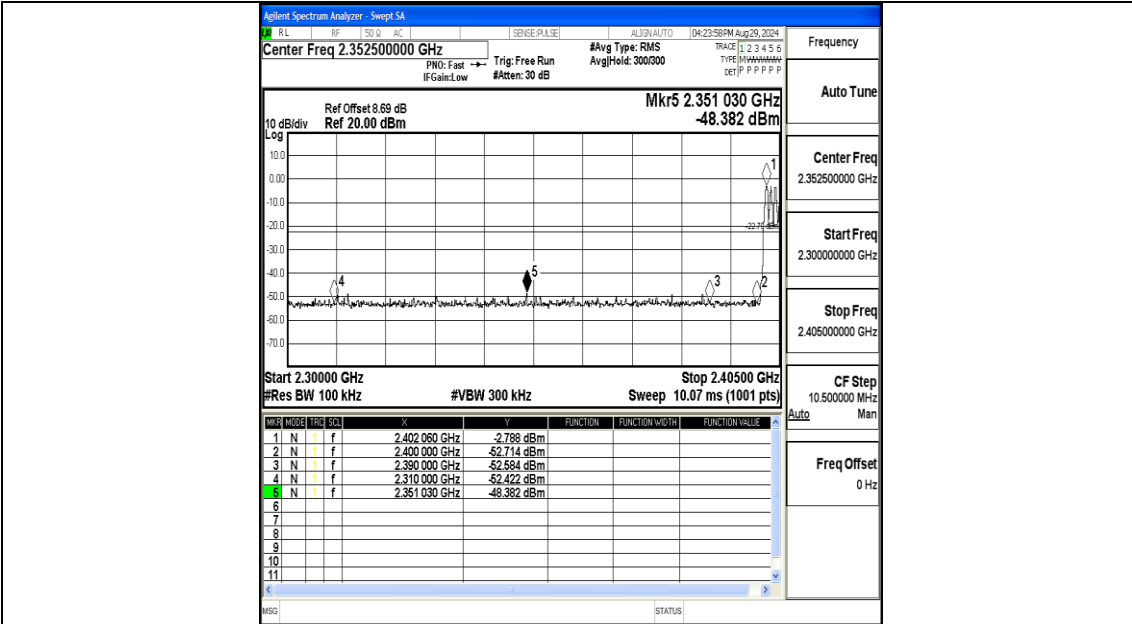 Agilent Spectrum Analyzer - Swept SA
RL RF 50 Ω AC SENSE:PULSE ALIGN AUTO 04:23:58 PM Aug 29, 2024
Center Freq 2.352500000 GHz
#Avg Type: RMS
TRACE 1 2 3 4 5 6
PNO: Fast Trig: Free Run Avg|Hold: 300/300
TYPE MWWWWW
IFGain:Low #Atten: 30 dB
DET P P P P P P
Mkr5 2.351 030 GHz
Ref Offset 8.69 dB
-48.382 dBm
10 dB/div Ref 20.00 dBm
Log
10.0
0.00
-10.0
-20.0
-30.0
-40.0
-50.0
-60.0
-70.0
1
4
5
3
2
Start 2.30000 GHz Stop 2.40500 GHz
#Res BW 100 kHz #VBW 300 kHz Sweep 10.07 ms (1001 pts)
MKR MODE TRC SCL X Y FUNCTION FUNCTION WIDTH FUNCTION VALUE
1 N 1 f 2.402 060 GHz -2.788 dBm
2 N 1 f 2.400 000 GHz -52.714 dBm
3 N 1 f 2.390 000 GHz -52.584 dBm
4 N 1 f 2.310 000 GHz -52.422 dBm
5 N 1 f 2.351 030 GHz -48.382 dBm
6
7
8
9
10
11
MSG STATUS
Frequency
Auto Tune
Center Freq
2.352500000 GHz
Start Freq
2.300000000 GHz
Stop Freq
2.405000000 GHz
CF Step
10.500000 MHz
Auto Man
Freq Offset
0 Hz